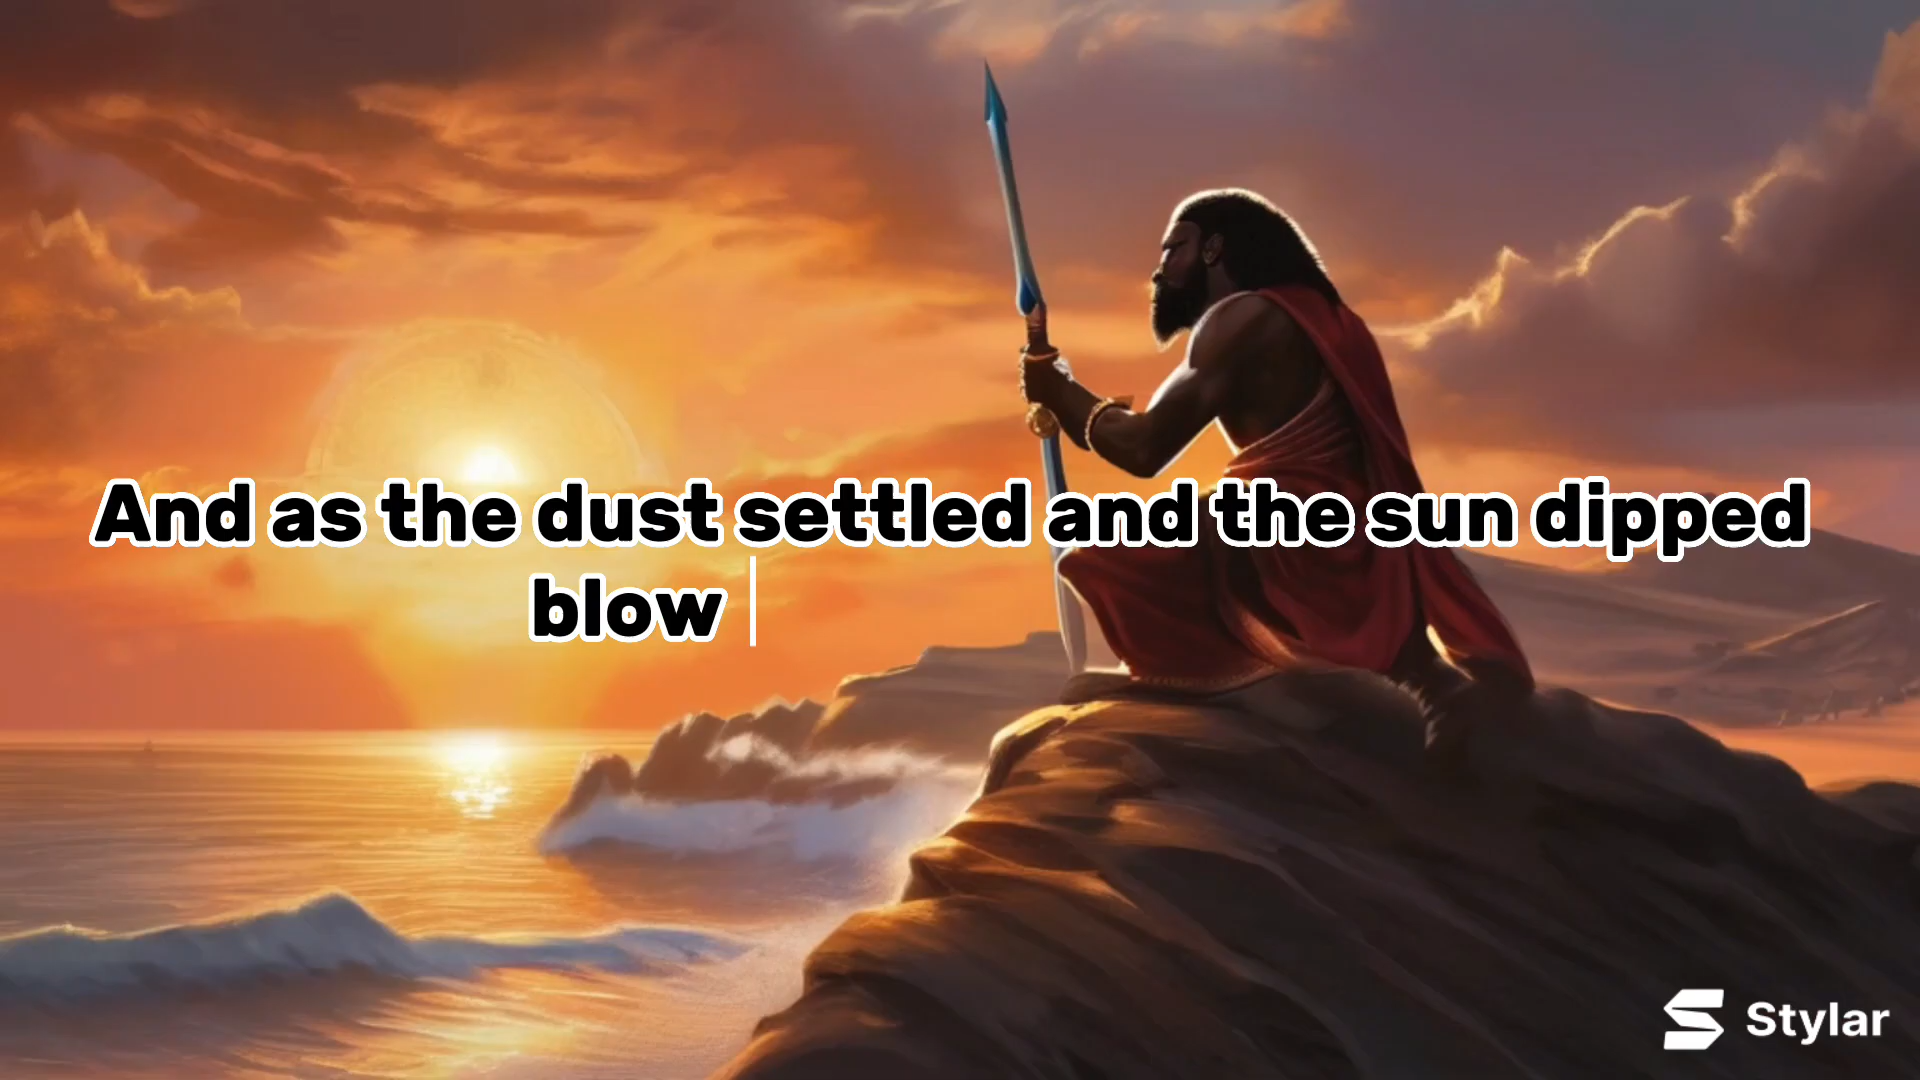 And as the dust settled and the sun dipped
blow
Stylar